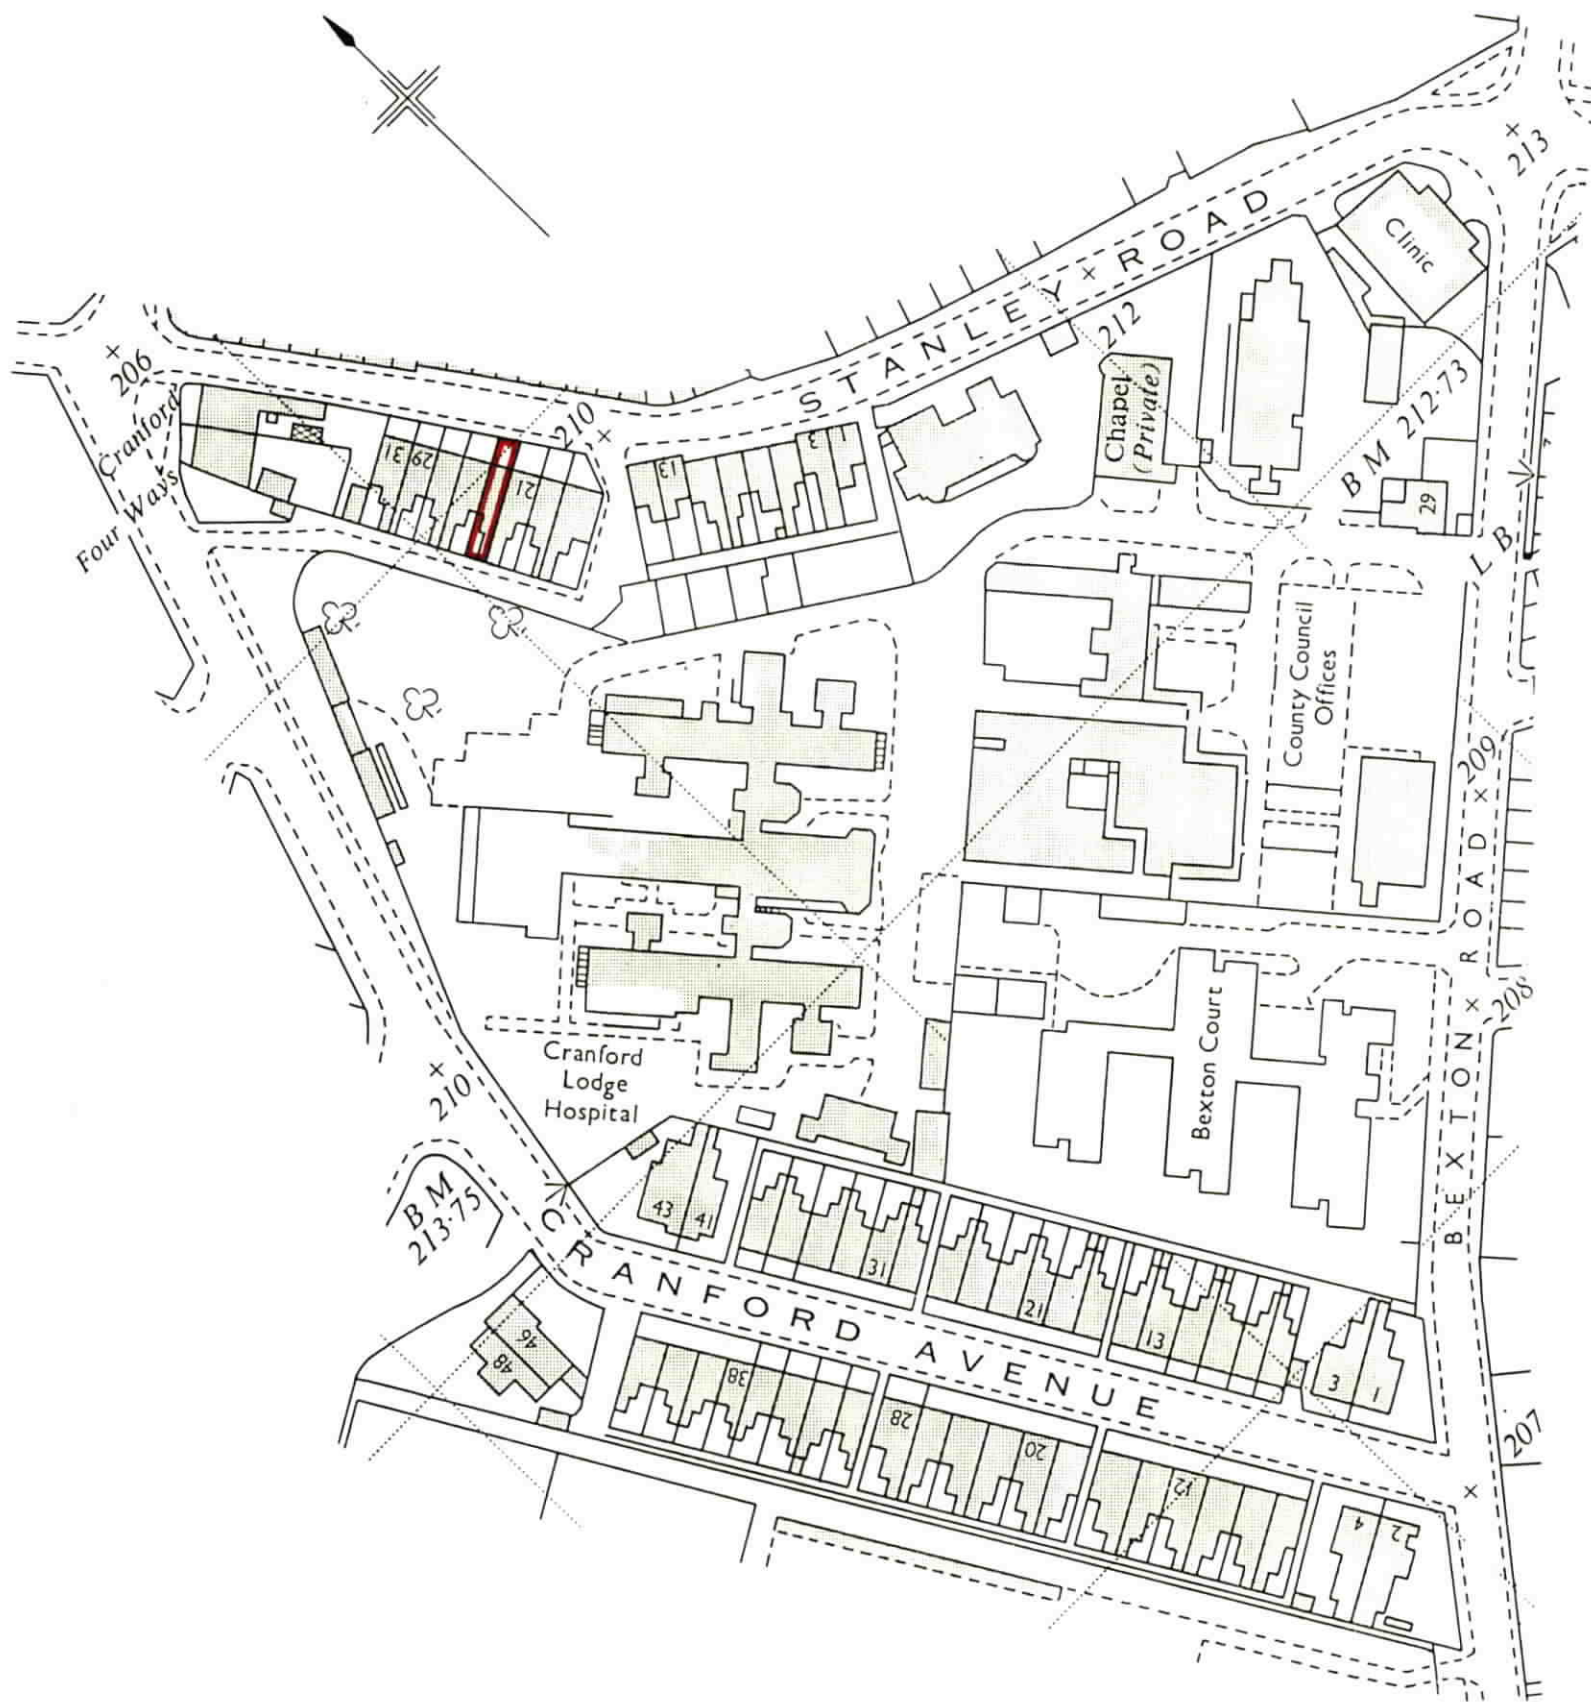 213
STANLEY ROAD
Clinic
212
206
Cranford
Four Ways
210
31
29
21
13
3
1
Chapel
(Private)
BM 212·73
29
LB
County Council
Offices
209
BEXTON ROAD
208
Bexton Court
Cranford
Lodge
Hospital
210
BM
213·75
43
41
31
21
13
3
1
CRANFORD AVENUE
46
48
38
28
20
12
4
2
207